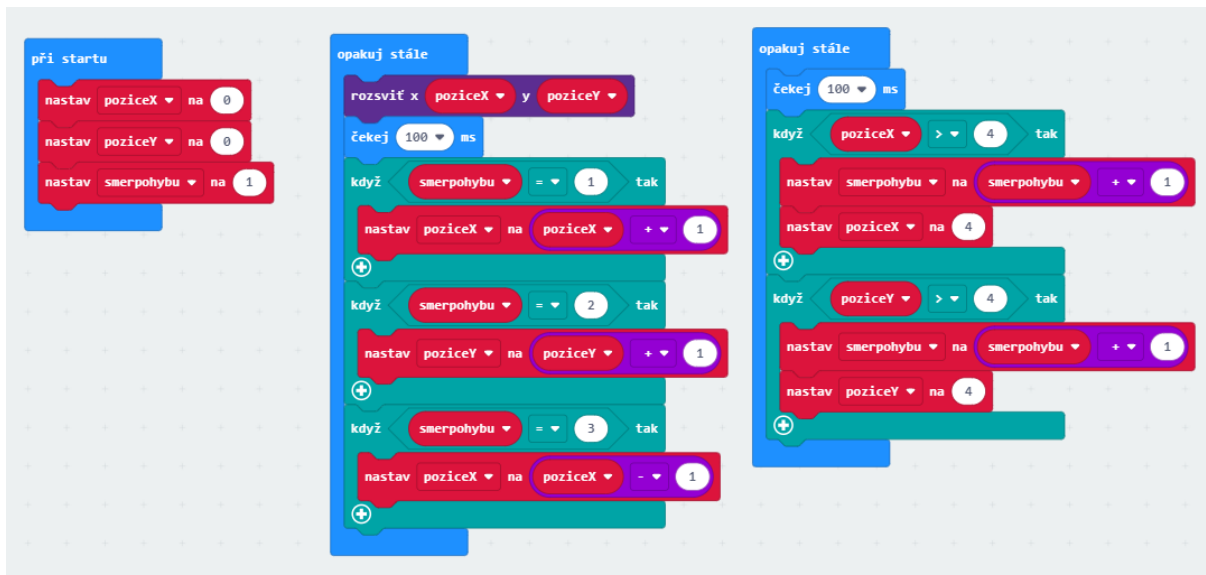 při startu
nastav poziceX na 0
nastav poziceY na 0
nastav smerpohybu na 1
opakuj stále
rozsviť x poziceX y poziceY
čekej 100 ms
když smerpohybu = 1 tak
nastav poziceX na poziceX + 1
když smerpohybu = 2 tak
nastav poziceY na poziceY + 1
když smerpohybu = 3 tak
nastav poziceX na poziceX - 1
opakuj stále
čekej 100 ms
když poziceX > 4 tak
nastav smerpohybu na smerpohybu + 1
nastav poziceX na 4
když poziceY > 4 tak
nastav smerpohybu na smerpohybu + 1
nastav poziceY na 4